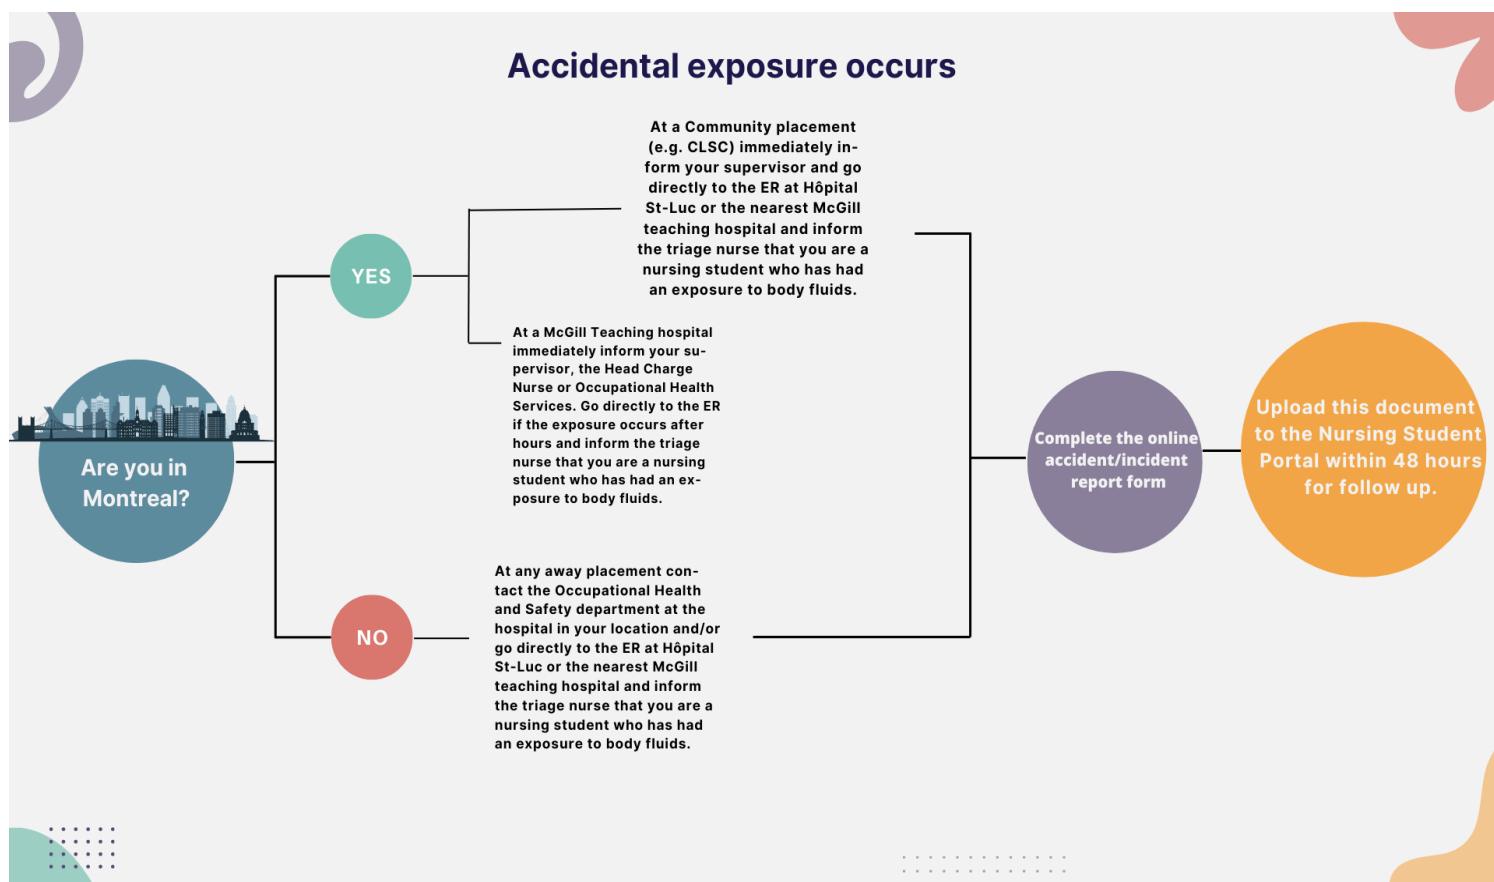 Accidental exposure occurs
At a Community placement
(e.g. CLSC) immediately in-
form your supervisor and go
directly to the ER at Hôpital
St-Luc or the nearest McGill
teaching hospital and inform
the triage nurse that you are a
nursing student who has had
an exposure to body fluids.
YES
At a McGill Teaching hospital
immediately inform your su-
pervisor, the Head Charge
Nurse or Occupational Health
Services. Go directly to the ER
if the exposure occurs after
hours and inform the triage
nurse that you are a nursing
student who has had an ex-
posure to body fluids.
Are you in
Montreal?
Complete the online
accident/incident
report form
Upload this document
to the Nursing Student
Portal within 48 hours
for follow up.
NO
At any away placement con-
tact the Occupational Health
and Safety department at the
hospital in your location and/or
go directly to the ER at Hôpital
St-Luc or the nearest McGill
teaching hospital and inform
the triage nurse that you are a
nursing student who has had
an exposure to body fluids.